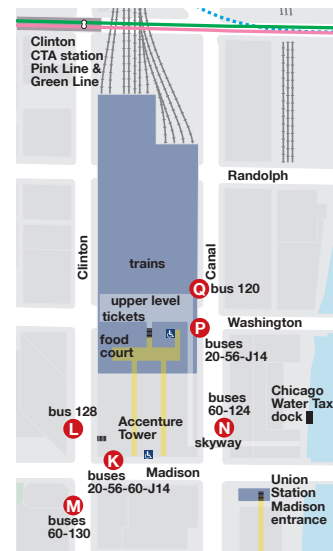 Clinton
CTA station
Pink Line &
Green Line
Randolph
trains
Clinton
Canal
Q bus 120
upper level
tickets
P
Washington
food
court
buses
20-56-J14
bus 128
L
Accenture
Tower
buses
60-124
N
skyway
Chicago
Water Tax
dock
K
Madison
buses
20-56-60-J14
M
buses
60-130
Union
Station
Madison
entrance